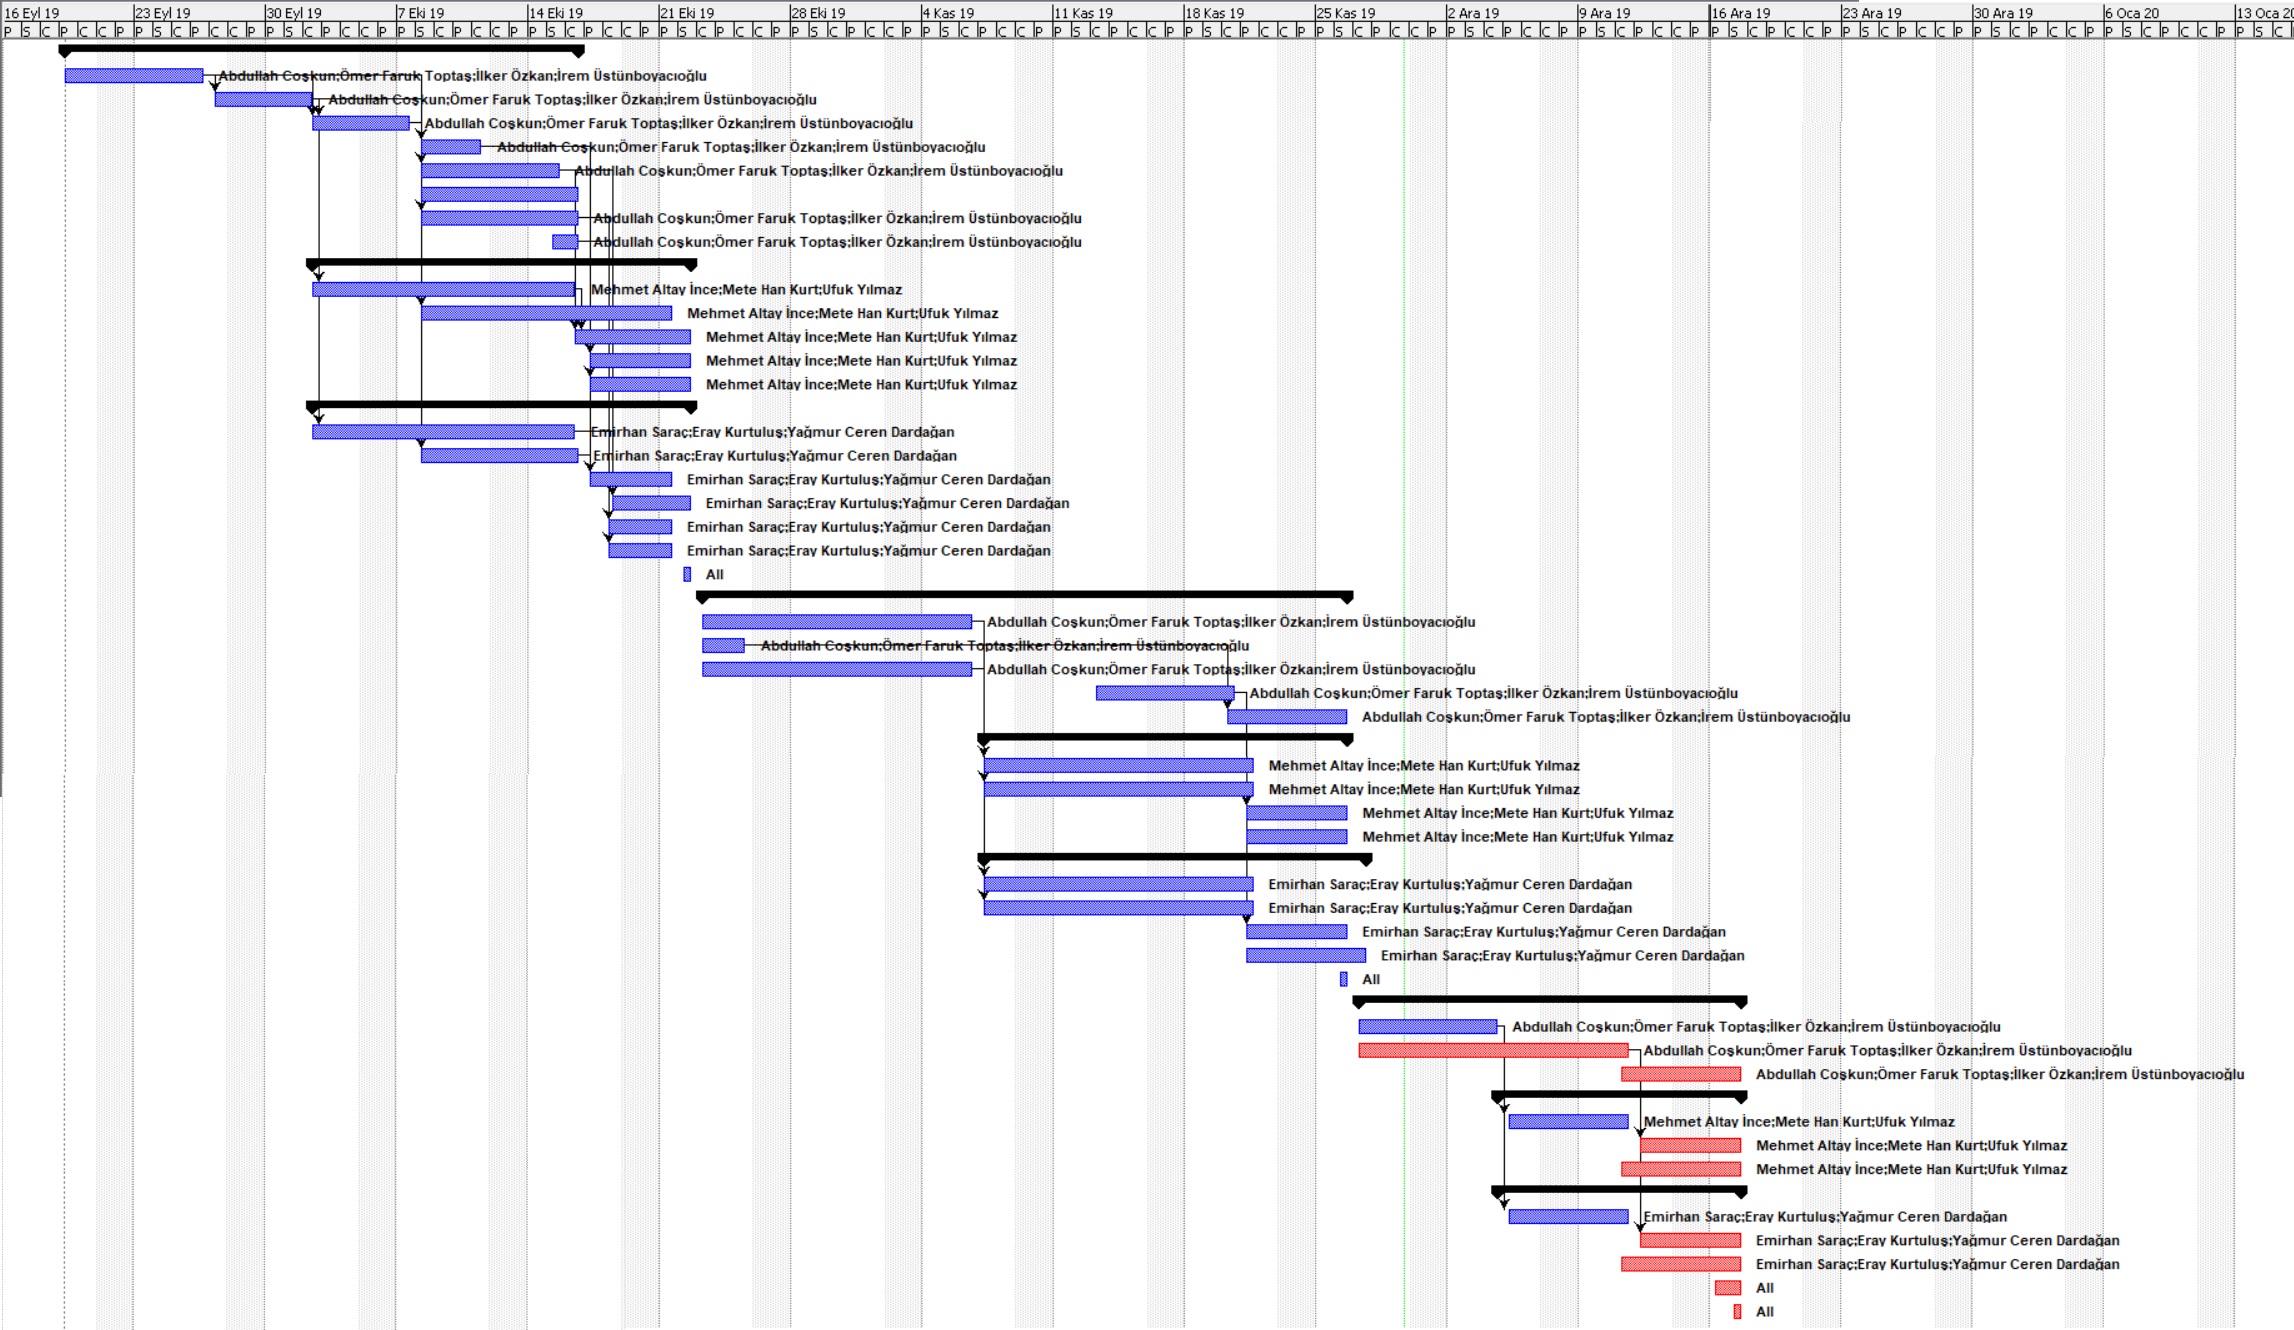 16 Eyl 19 23 Eyl 19 30 Eyl 19 7 Eki 19 14 Eki 19 21 Eki 19 28 Eki 19 4 Kas 19 11 Kas 19 18 Kas 19 25 Kas 19 2 Ara 19 9 Ara 19 16 Ara 19 23 Ara 19 30 Ara 19 6 Oca 20 13 Oca 20
P S C P C C P P S C P C C P P S C P C C P P S C P C C P P S C P C C P P S C P C C P P S C P C C P P S C P C C P P S C P C C P P S C P C C P P S C P C C P P S C P C C P P S C P C C P P S C P C C P P S C P C C P P S C P C C P P S C P C C P P S C
Abdullah Coşkun;Ömer Faruk Toptaş;İlker Özkan;İrem Üstünboyacıoğlu
Abdullah Coşkun;Ömer Faruk Toptaş;İlker Özkan;İrem Üstünboyacıoğlu
Abdullah Coşkun;Ömer Faruk Toptaş;İlker Özkan;İrem Üstünboyacıoğlu
Abdullah Coşkun;Ömer Faruk Toptaş;İlker Özkan;İrem Üstünboyacıoğlu
Abdullah Coşkun;Ömer Faruk Toptaş;İlker Özkan;İrem Üstünboyacıoğlu
Abdullah Coşkun;Ömer Faruk Toptaş;İlker Özkan;İrem Üstünboyacıoğlu
Abdullah Coşkun;Ömer Faruk Toptaş;İlker Özkan;İrem Üstünboyacıoğlu
Mehmet Altay İnce;Mete Han Kurt;Ufuk Yılmaz
Mehmet Altay İnce;Mete Han Kurt;Ufuk Yılmaz
Mehmet Altay İnce;Mete Han Kurt;Ufuk Yılmaz
Mehmet Altay İnce;Mete Han Kurt;Ufuk Yılmaz
Mehmet Altay İnce;Mete Han Kurt;Ufuk Yılmaz
Emirhan Saraç;Eray Kurtuluş;Yağmur Ceren Dardağan
Emirhan Saraç;Eray Kurtuluş;Yağmur Ceren Dardağan
Emirhan Saraç;Eray Kurtuluş;Yağmur Ceren Dardağan
Emirhan Saraç;Eray Kurtuluş;Yağmur Ceren Dardağan
Emirhan Saraç;Eray Kurtuluş;Yağmur Ceren Dardağan
Emirhan Saraç;Eray Kurtuluş;Yağmur Ceren Dardağan
All
Abdullah Coşkun;Ömer Faruk Toptaş;İlker Özkan;İrem Üstünboyacıoğlu
Abdullah Coşkun;Ömer Faruk Toptaş;İlker Özkan;İrem Üstünboyacıoğlu
Abdullah Coşkun;Ömer Faruk Toptaş;İlker Özkan;İrem Üstünboyacıoğlu
Abdullah Coşkun;Ömer Faruk Toptaş;İlker Özkan;İrem Üstünboyacıoğlu
Abdullah Coşkun;Ömer Faruk Toptaş;İlker Özkan;İrem Üstünboyacıoğlu
Mehmet Altay İnce;Mete Han Kurt;Ufuk Yılmaz
Mehmet Altay İnce;Mete Han Kurt;Ufuk Yılmaz
Mehmet Altay İnce;Mete Han Kurt;Ufuk Yılmaz
Mehmet Altay İnce;Mete Han Kurt;Ufuk Yılmaz
Emirhan Saraç;Eray Kurtuluş;Yağmur Ceren Dardağan
Emirhan Saraç;Eray Kurtuluş;Yağmur Ceren Dardağan
Emirhan Saraç;Eray Kurtuluş;Yağmur Ceren Dardağan
Emirhan Saraç;Eray Kurtuluş;Yağmur Ceren Dardağan
All
Abdullah Coşkun;Ömer Faruk Toptaş;İlker Özkan;İrem Üstünboyacıoğlu
Abdullah Coşkun;Ömer Faruk Toptaş;İlker Özkan;İrem Üstünboyacıoğlu
Abdullah Coşkun;Ömer Faruk Toptaş;İlker Özkan;İrem Üstünboyacıoğlu
Mehmet Altay İnce;Mete Han Kurt;Ufuk Yılmaz
Mehmet Altay İnce;Mete Han Kurt;Ufuk Yılmaz
Mehmet Altay İnce;Mete Han Kurt;Ufuk Yılmaz
Emirhan Saraç;Eray Kurtuluş;Yağmur Ceren Dardağan
Emirhan Saraç;Eray Kurtuluş;Yağmur Ceren Dardağan
Emirhan Saraç;Eray Kurtuluş;Yağmur Ceren Dardağan
All
All